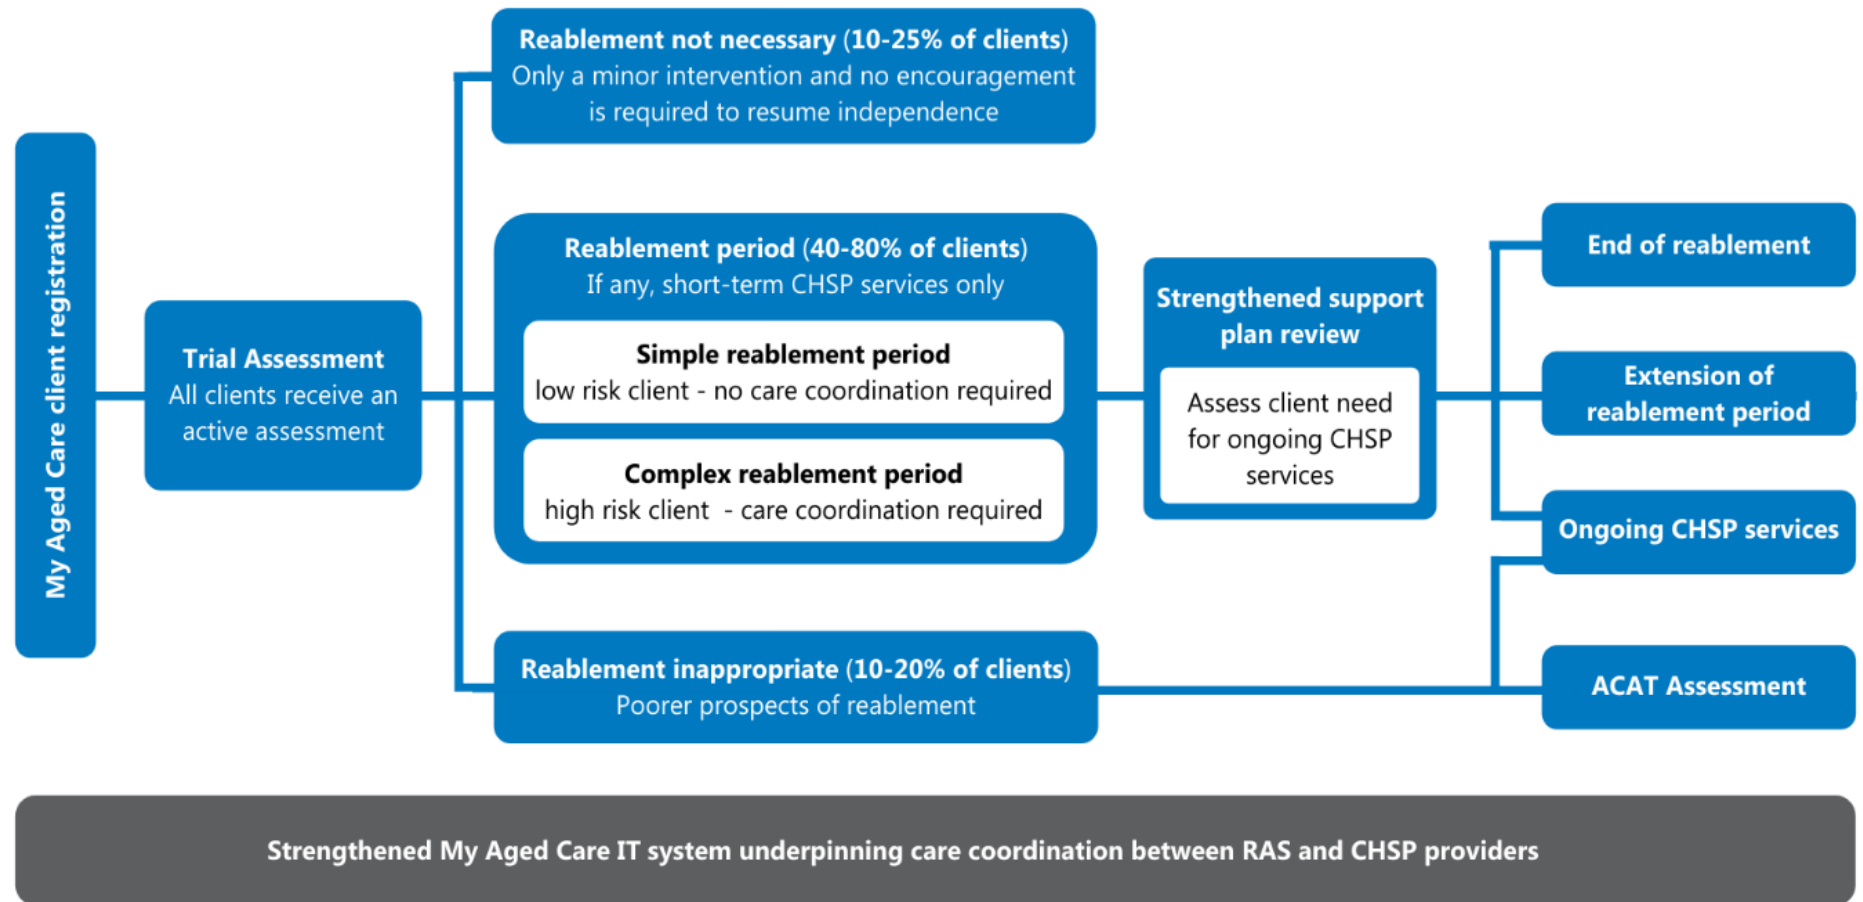 My Aged Care client registration
Trial Assessment
All clients receive an
active assessment
Reablement not necessary (10-25% of clients)
Only a minor intervention and no encouragement
is required to resume independence
Reablement period (40-80% of clients)
If any, short-term CHSP services only
Simple reablement period
low risk client - no care coordination required
Complex reablement period
high risk client - care coordination required
Reablement inappropriate (10-20% of clients)
Poorer prospects of reablement
Strengthened support
plan review
Assess client need
for ongoing CHSP
services
End of reablement
Extension of
reablement period
Ongoing CHSP services
ACAT Assessment
Strengthened My Aged Care IT system underpinning care coordination between RAS and CHSP providers